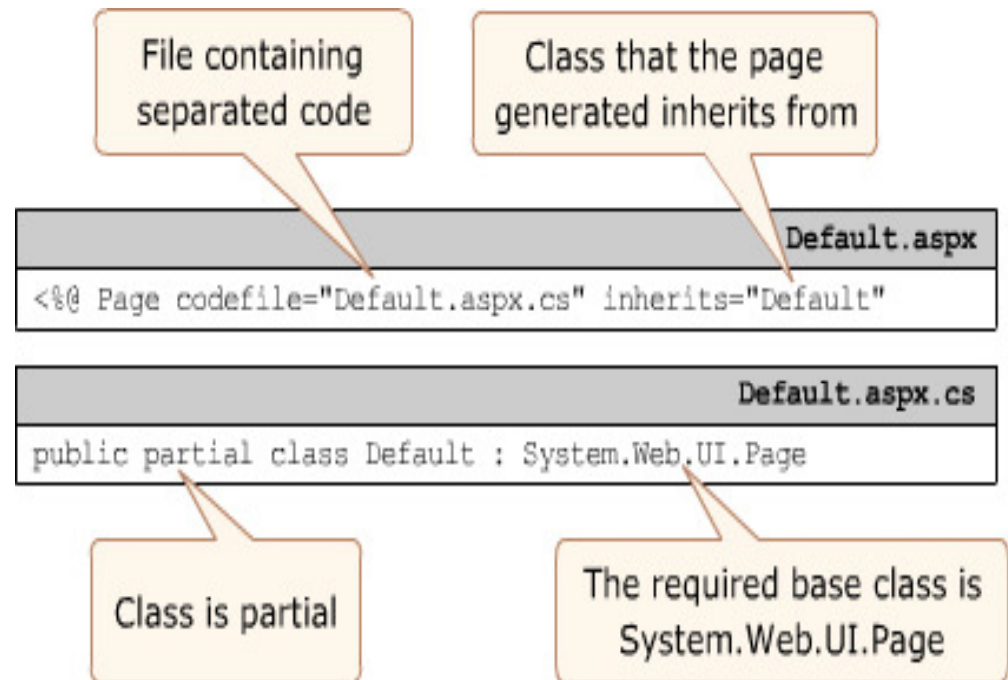 File containing
separated code
Class that the page
generated inherits from
Default.aspx
<%@ Page codefile="Default.aspx.cs" inherits="Default"
Default.aspx.cs
public partial class Default : System.Web.UI.Page
Class is partial
The required base class is
System.Web.UI.Page